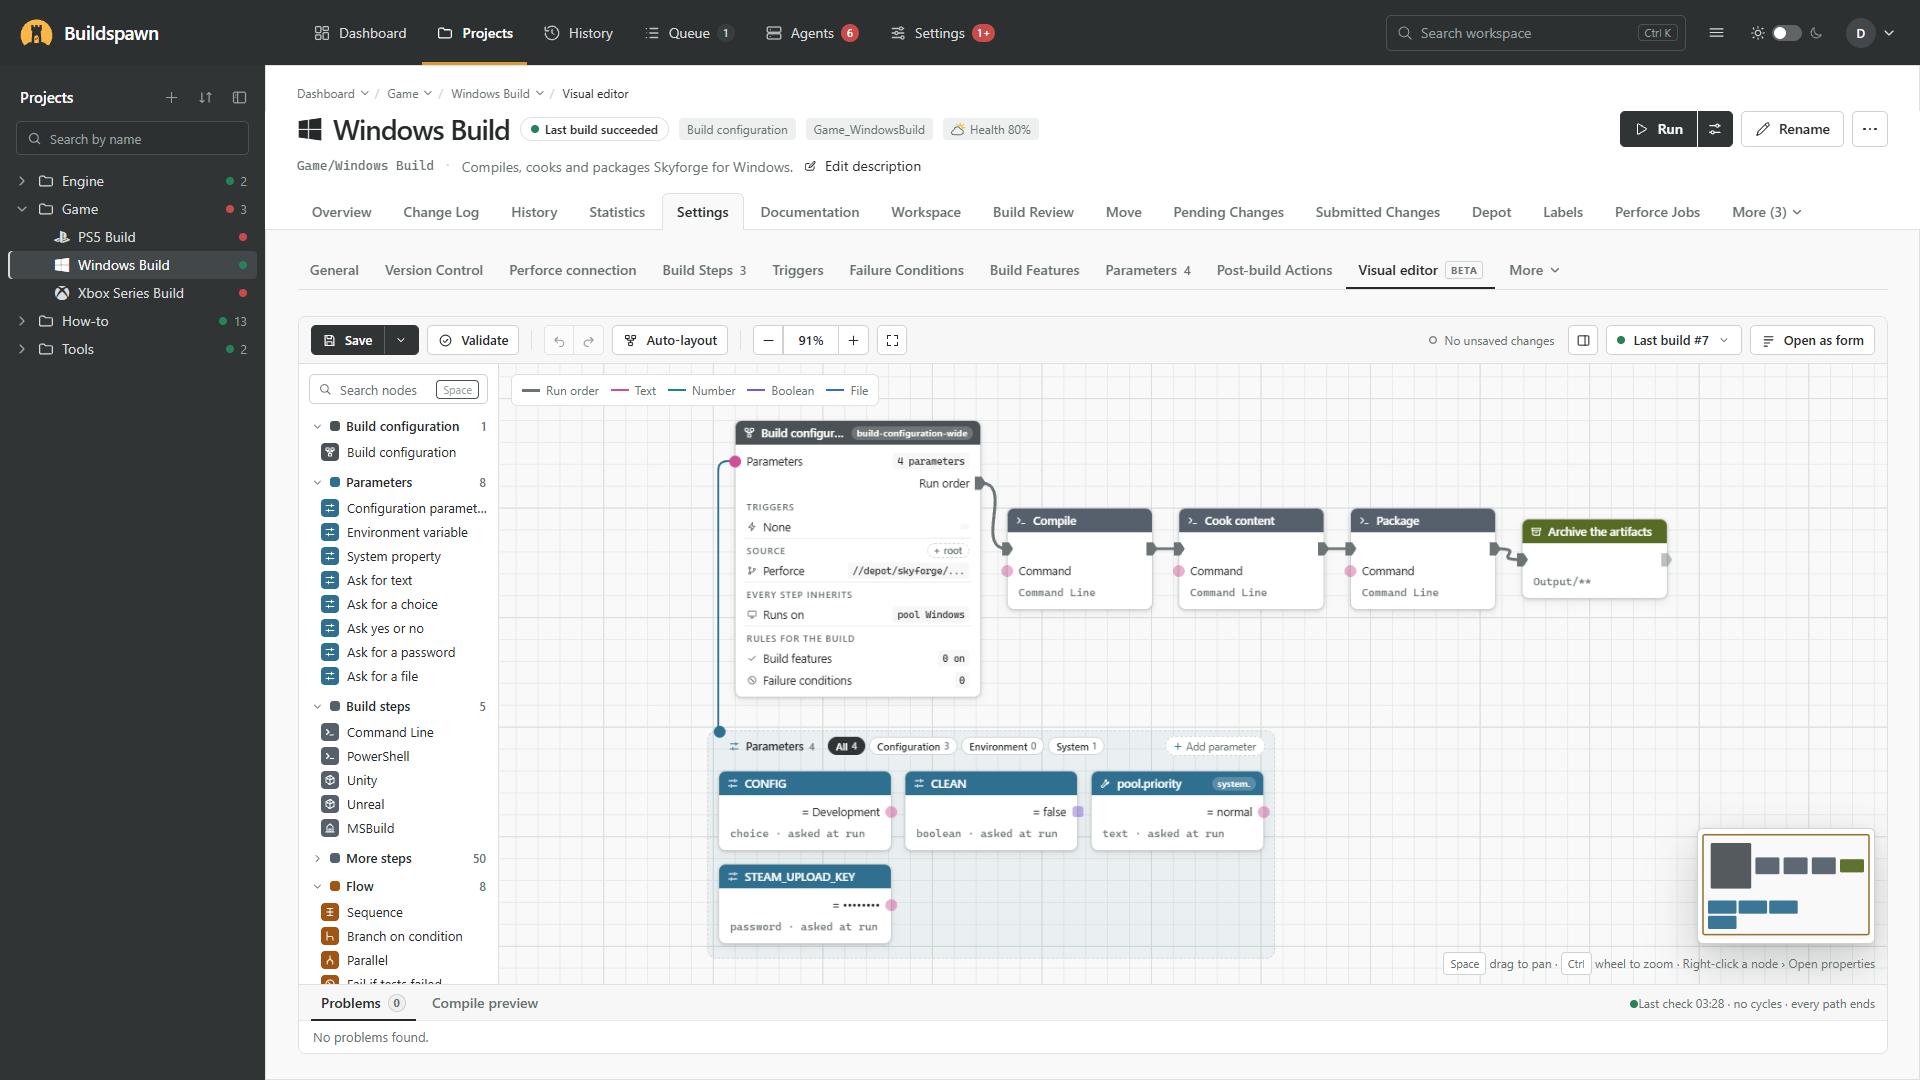 Buildspawn
Dashboard
Projects
History
Queue 1
Agents 6
Settings 1+
Search workspace Ctrl K
D
Projects
Search by name
Engine 2
Game 3
PS5 Build
Windows Build
Xbox Series Build
How-to 13
Tools 2
Dashboard / Game / Windows Build / Visual editor
Windows Build
Last build succeeded
Build configuration
Game_WindowsBuild
Health 80%
Run
Rename
Game/Windows Build · Compiles, cooks and packages Skyforge for Windows. Edit description
Overview Change Log History Statistics Settings Documentation Workspace Build Review Move Pending Changes Submitted Changes Depot Labels Perforce Jobs More (3)
General Version Control Perforce connection Build Steps 3 Triggers Failure Conditions Build Features Parameters 4 Post-build Actions Visual editor BETA More
Save Validate Auto-layout 91% No unsaved changes Last build #7 Open as form
Search nodes Space
Build configuration 1
Build configuration
Parameters 8
Configuration paramet...
Environment variable
System property
Ask for text
Ask for a choice
Ask yes or no
Ask for a password
Ask for a file
Build steps 5
Command Line
PowerShell
Unity
Unreal
MSBuild
More steps 50
Flow 8
Sequence
Branch on condition
Parallel
Fail if tests failed
Run order Text Number Boolean File
Build configur... build-configuration-wide
Parameters 4 parameters
Run order
TRIGGERS
None
SOURCE + root
Perforce //depot/skyforge/...
EVERY STEP INHERITS
Runs on pool Windows
RULES FOR THE BUILD
Build features 0 on
Failure conditions 0
Compile
Command
Command Line
Cook content
Command
Command Line
Package
Command
Command Line
Archive the artifacts
Output/**
Parameters 4 All 4 Configuration 3 Environment 0 System 1 + Add parameter
CONFIG
= Development
choice · asked at run
CLEAN
= false
boolean · asked at run
pool.priority system.
= normal
text · asked at run
STEAM_UPLOAD_KEY
= ••••••••
password · asked at run
Space drag to pan · Ctrl wheel to zoom · Right-click a node › Open properties
Problems 0 Compile preview
Last check 03:28 · no cycles · every path ends
No problems found.